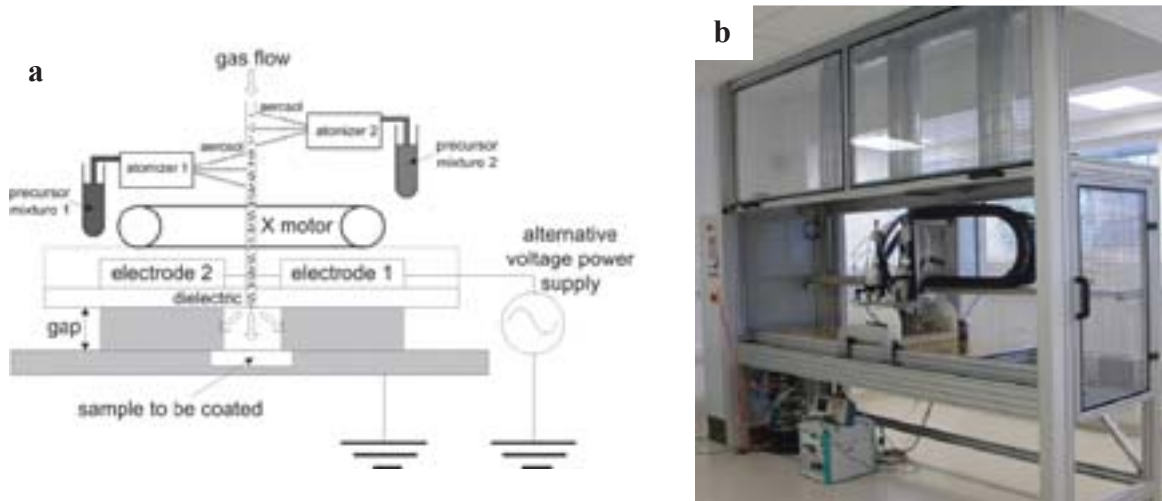 a
gas flow
aerosol
atomizer 2
aerosol
atomizer 1
precursor
mixture 2
precursor
mixture 1
X motor
alternative
voltage power
supply
electrode 2
electrode 1
dielectric
gap
sample to be coated
b